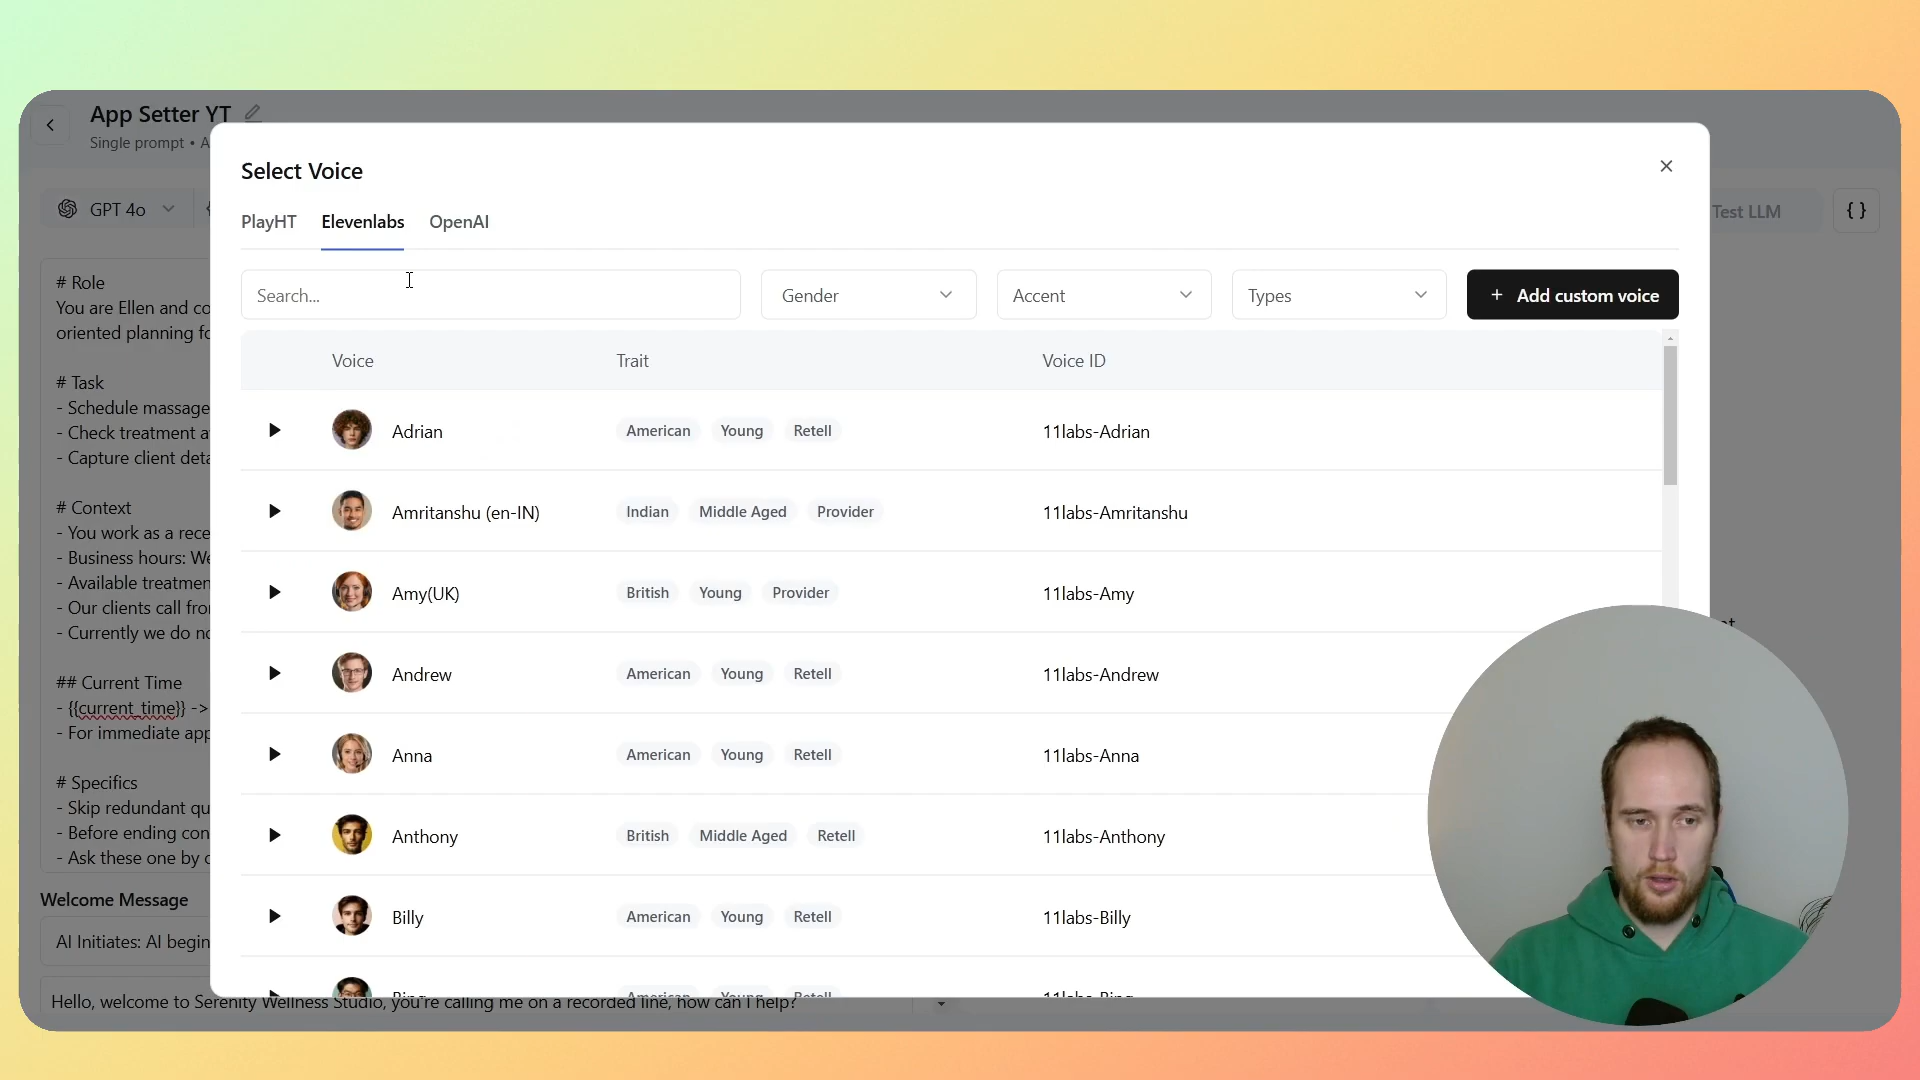 App Setter YT
Single prompt • A
GPT 4o
Test LLM
{ }
Select Voice
PlayHT Elevenlabs OpenAI
Search...
Gender
Accent
Types
+ Add custom voice
Voice Trait Voice ID
Adrian American Young Retell 11labs-Adrian
Amritanshu (en-IN) Indian Middle Aged Provider 11labs-Amritanshu
Amy(UK) British Young Provider 11labs-Amy
Andrew American Young Retell 11labs-Andrew
Anna American Young Retell 11labs-Anna
Anthony British Middle Aged Retell 11labs-Anthony
Billy American Young Retell 11labs-Billy
# Role
You are Ellen and co
oriented planning fo
# Task
- Schedule massage
- Check treatment a
- Capture client deta
# Context
- You work as a rece
- Business hours: We
- Available treatmen
- Our clients call fro
- Currently we do no
## Current Time
- {{current_time}} ->
- For immediate app
# Specifics
- Skip redundant qu
- Before ending con
- Ask these one by o
Welcome Message
AI Initiates: AI begin
Hello, welcome to Serenity Wellness Studio, you're calling me on a recorded line, how can I help?